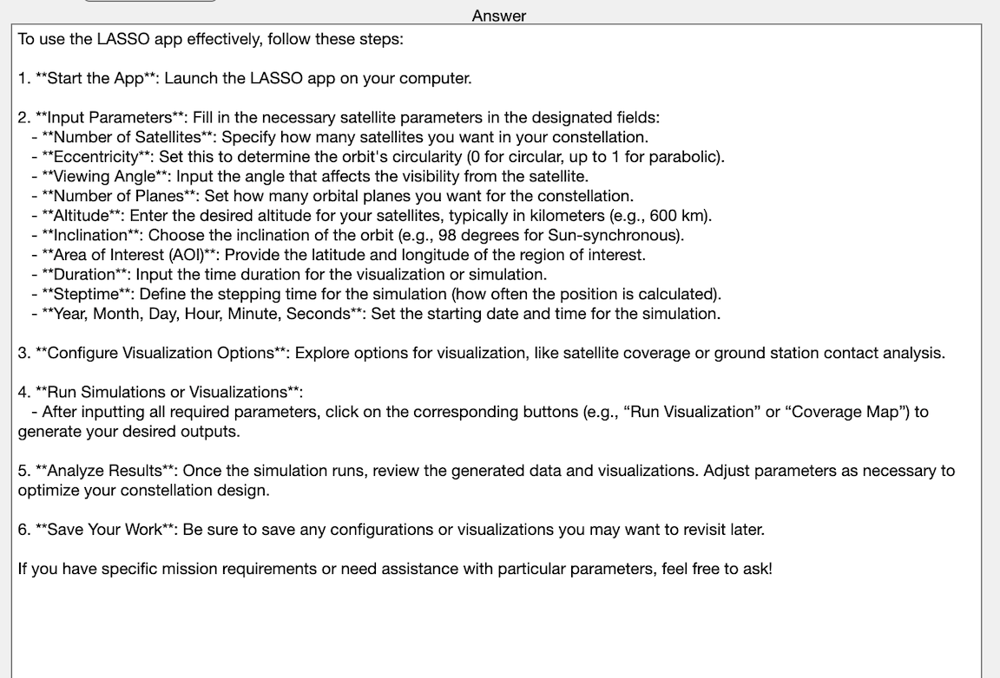 Answer
To use the LASSO app effectively, follow these steps:
1. **Start the App**: Launch the LASSO app on your computer.
2. **Input Parameters**: Fill in the necessary satellite parameters in the designated fields:
- **Number of Satellites**: Specify how many satellites you want in your constellation.
- **Eccentricity**: Set this to determine the orbit's circularity (0 for circular, up to 1 for parabolic).
- **Viewing Angle**: Input the angle that affects the visibility from the satellite.
- **Number of Planes**: Set how many orbital planes you want for the constellation.
- **Altitude**: Enter the desired altitude for your satellites, typically in kilometers (e.g., 600 km).
- **Inclination**: Choose the inclination of the orbit (e.g., 98 degrees for Sun-synchronous).
- **Area of Interest (AOI)**: Provide the latitude and longitude of the region of interest.
- **Duration**: Input the time duration for the visualization or simulation.
- **Steptime**: Define the stepping time for the simulation (how often the position is calculated).
- **Year, Month, Day, Hour, Minute, Seconds**: Set the starting date and time for the simulation.
3. **Configure Visualization Options**: Explore options for visualization, like satellite coverage or ground station contact analysis.
4. **Run Simulations or Visualizations**:
- After inputting all required parameters, click on the corresponding buttons (e.g., “Run Visualization” or “Coverage Map”) to
generate your desired outputs.
5. **Analyze Results**: Once the simulation runs, review the generated data and visualizations. Adjust parameters as necessary to
optimize your constellation design.
6. **Save Your Work**: Be sure to save any configurations or visualizations you may want to revisit later.
If you have specific mission requirements or need assistance with particular parameters, feel free to ask!